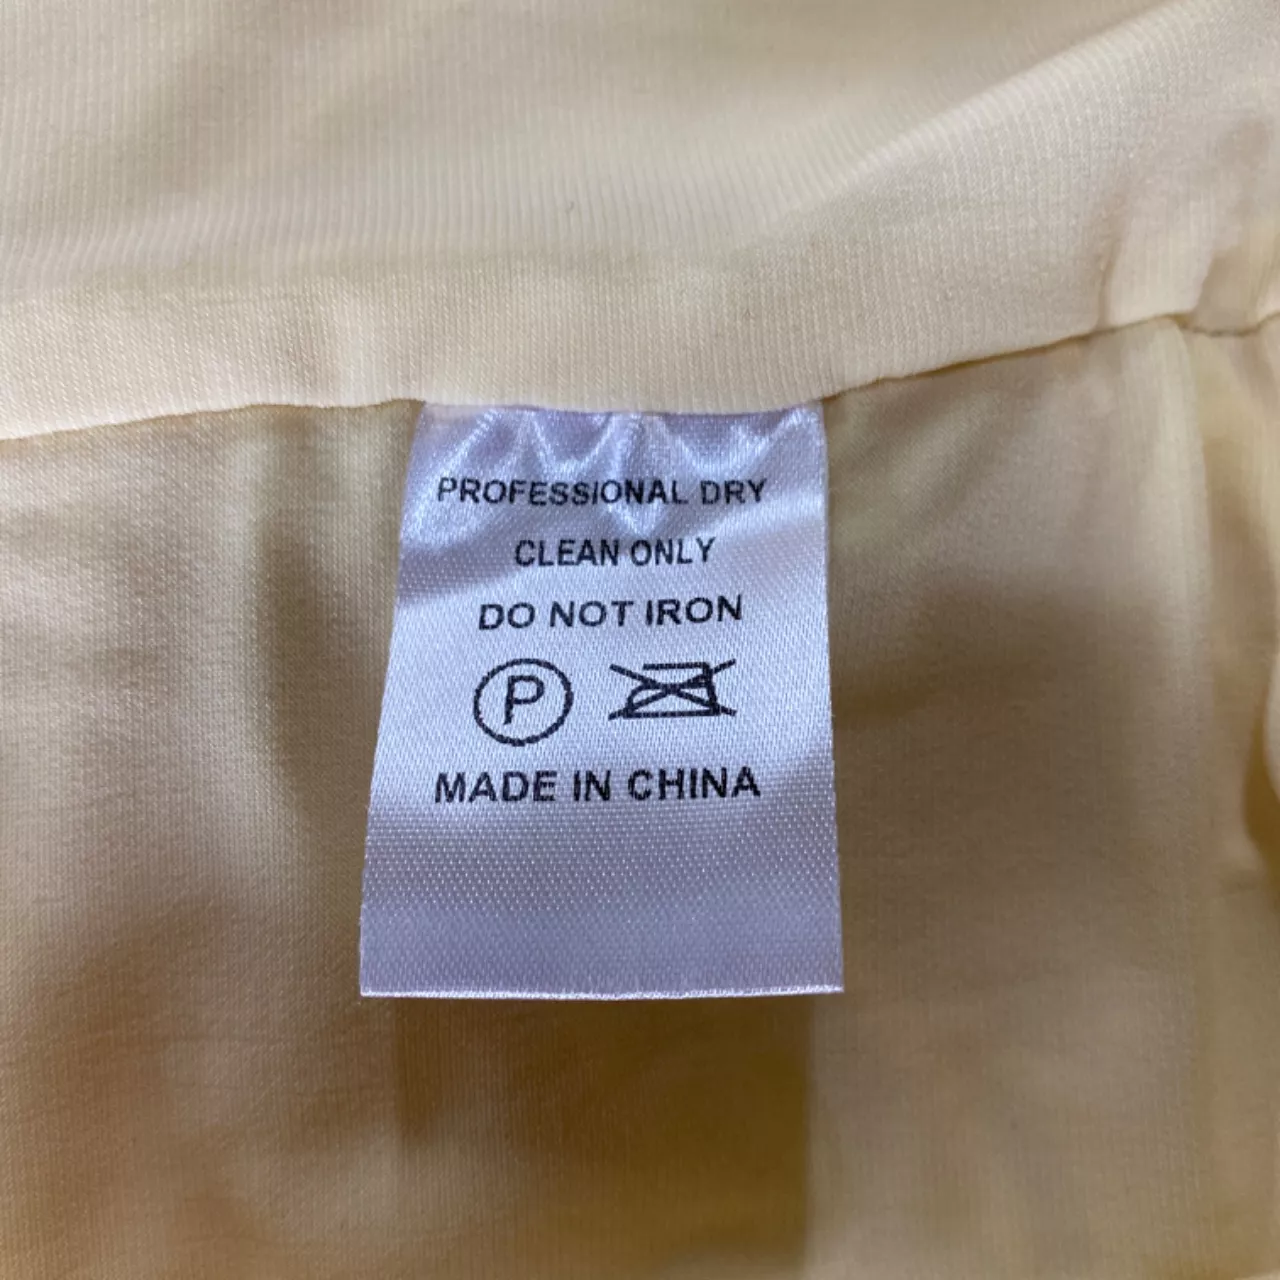 PROFESSIONAL DRY
CLEAN ONLY
DO NOT IRON
P
MADE IN CHINA